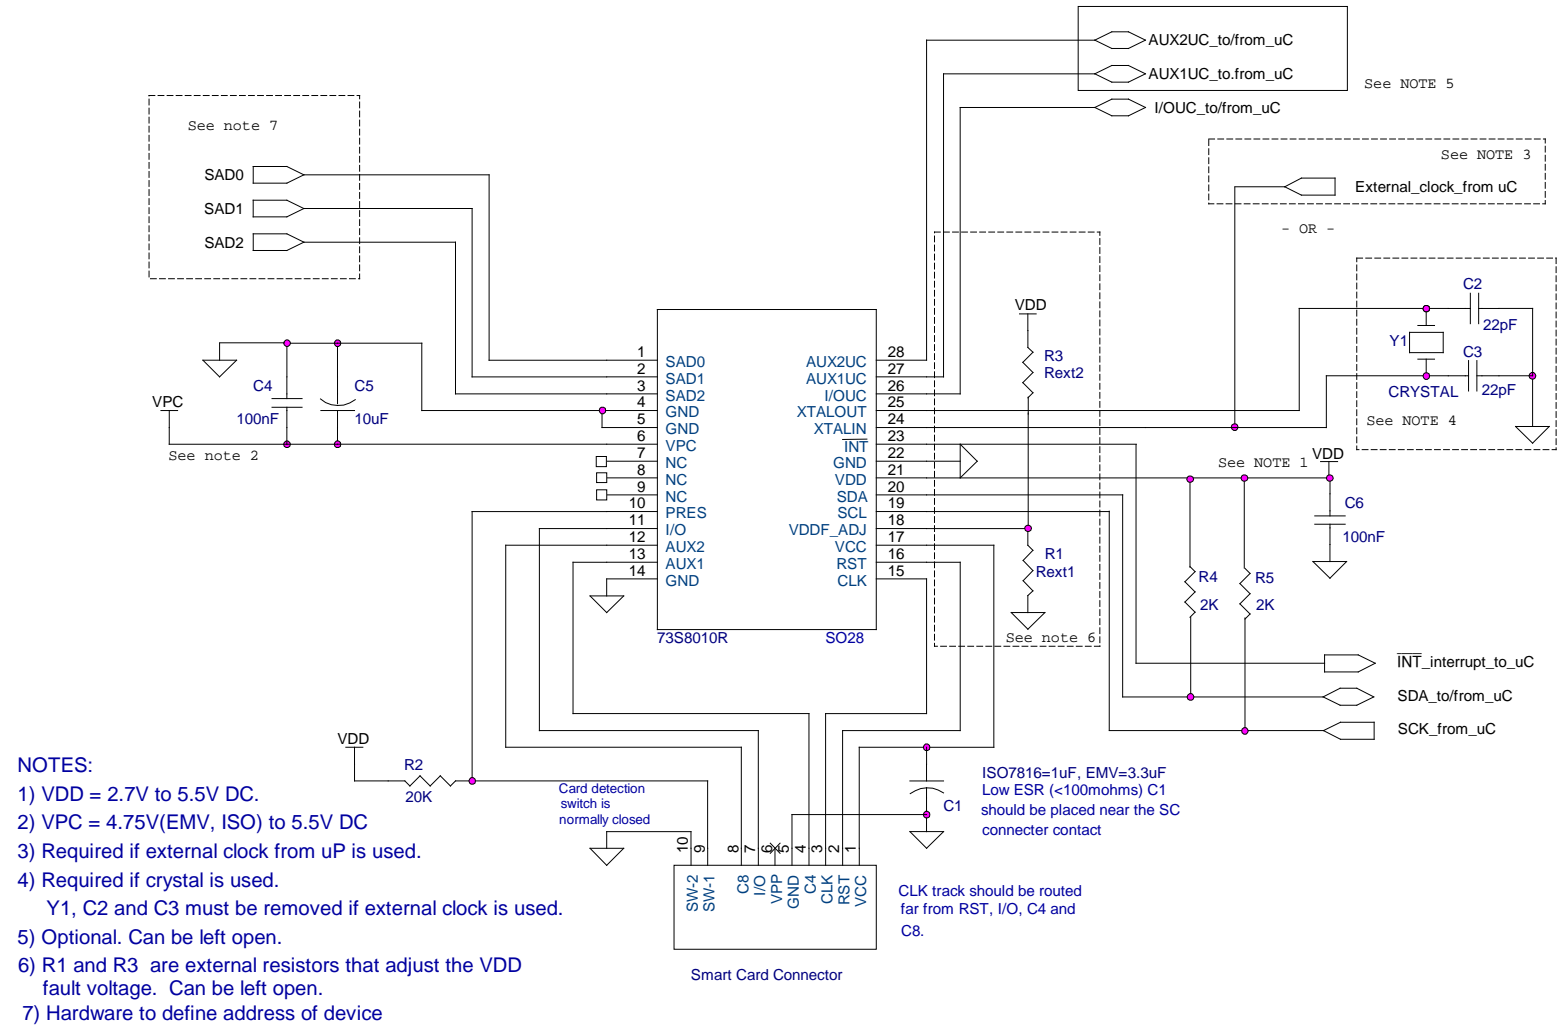 AUX2UC_to/from_uC
AUX1UC_to.from_uC
See NOTE 5
I/OUC_to/from_uC
See note 7
SAD0
SAD1
SAD2
See NOTE 3
External_clock_from uC
- OR -
VDD
R3
Rext2
C2
22pF
Y1
C3
22pF
CRYSTAL
See NOTE 4
VPC
C4
100nF
C5
10uF
See note 2
1 SAD0
2 SAD1
3 SAD2
4 GND
5 GND
6 VPC
7 NC
8 NC
9 NC
10 PRES
11 I/O
12 AUX2
13 AUX1
14 GND
AUX2UC 28
AUX1UC 27
I/OUC 26
XTALOUT 25
XTALIN 24
INT 23
GND 22
VDD 21
SDA 20
SCL 19
VDDF_ADJ 18
VCC 17
RST 16
CLK 15
73S8010R
SO28
See NOTE 1
VDD
C6
100nF
R1
Rext1
See note 6
R4
2K
R5
2K
INT_interrupt_to_uC
SDA_to/from_uC
SCK_from_uC
VDD
R2
20K
Card detection
switch is
normally closed
C1
ISO7816=1uF, EMV=3.3uF
Low ESR (<100mohms) C1
should be placed near the SC
connecter contact
10 9 8 7 6 5 4 3 2 1
SW-2 SW-1 C8 I/O VPP GND C4 CLK RST VCC
CLK track should be routed
far from RST, I/O, C4 and
C8.
Smart Card Connector
NOTES:
1) VDD = 2.7V to 5.5V DC.
2) VPC = 4.75V(EMV, ISO) to 5.5V DC
3) Required if external clock from uP is used.
4) Required if crystal is used.
Y1, C2 and C3 must be removed if external clock is used.
5) Optional. Can be left open.
6) R1 and R3 are external resistors that adjust the VDD
fault voltage. Can be left open.
7) Hardware to define address of device